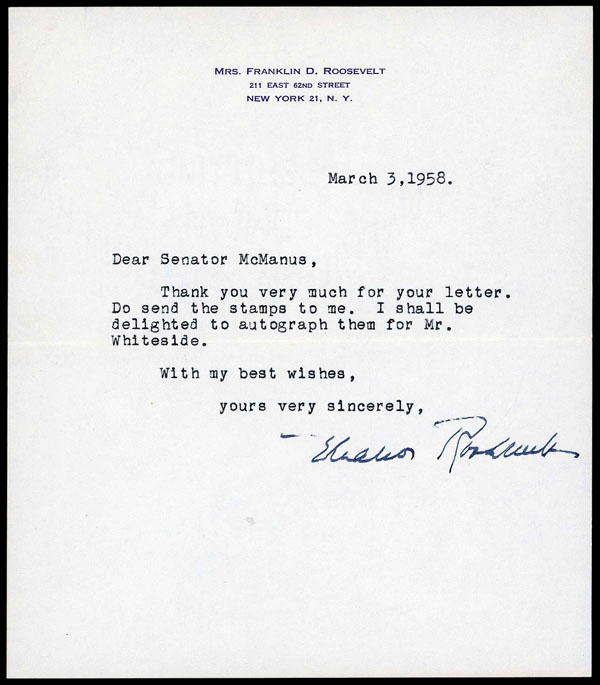 MRS. FRANKLIN D. ROOSEVELT
211 EAST 62ND STREET
NEW YORK 21, N. Y.
March 3,1958.
Dear Senator McManus,
Thank you very much for your letter.
Do send the stamps to me. I shall be
delighted to autograph them for Mr.
Whiteside.
With my best wishes,
yours very sincerely,
Eleanor Roosevelt